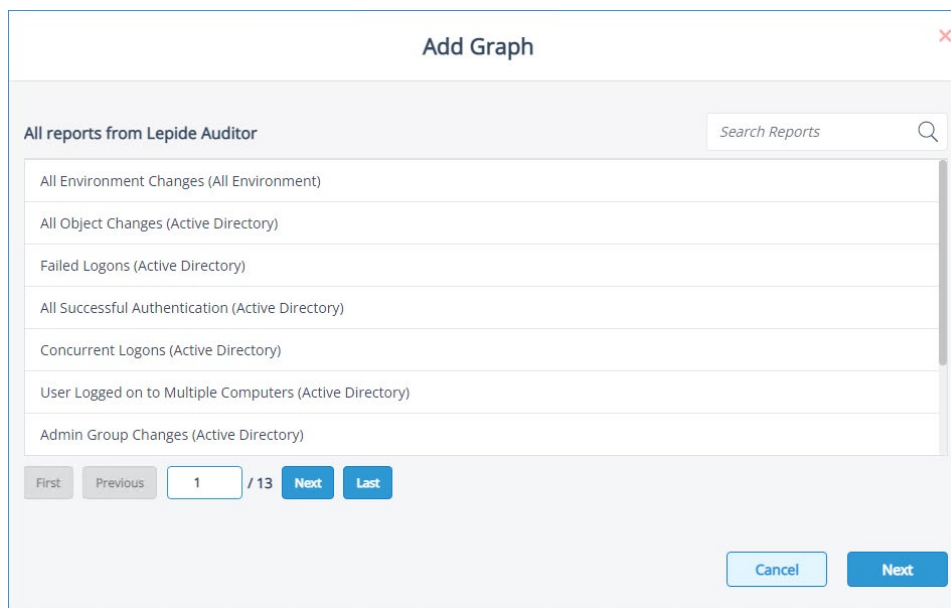 Add Graph
All reports from Lepide Auditor
Search Reports
All Environment Changes (All Environment)
All Object Changes (Active Directory)
Failed Logons (Active Directory)
All Successful Authentication (Active Directory)
Concurrent Logons (Active Directory)
User Logged on to Multiple Computers (Active Directory)
Admin Group Changes (Active Directory)
First Previous 1 / 13 Next Last
Cancel Next